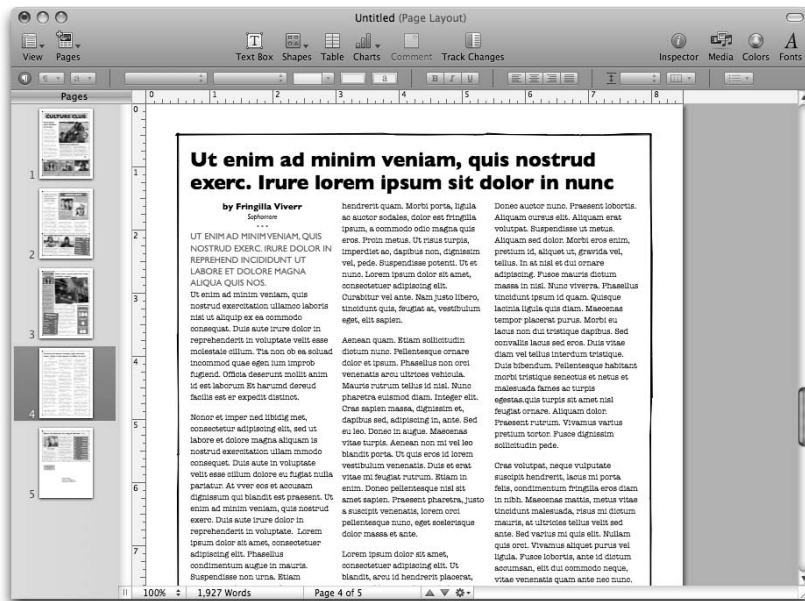 Untitled (Page Layout)
View Pages Text Box Shapes Table Charts Comment Track Changes Inspector Media Colors Fonts
¶ a a B I U
Pages
0 1 2 3 4 5 6 7 8
CULTURE CLUB
1
2
3
4
5
0
1
2
3
4
5
6
7
Ut enim ad minim veniam, quis nostrud
exerc. Irure lorem ipsum sit dolor in nunc
by Fringilla Viverr
Sophomore
UT ENIM AD MINIM VENIAM, QUIS
NOSTRUD EXERC. IRURE DOLOR IN
REPREHEND INCIDIDUNT UT
LABORE ET DOLORE MAGNA
ALIQUA QUIS NOS.
Ut enim ad minim veniam, quis
nostrud exercitation ullamco laboris
nisi ut aliquip ex ea commodo
consequat. Duis aute irure dolor in
reprehenderit in voluptate velit esse
molestaie cillum. Tia non ob ea soluad
incommod quae egen ium improb
fugiend. Officia deserunt mollit anim
id est laborum Et harumd dereud
facilis est er expedit distinct.
Nonor et imper ned libidig met,
consectetur adipiscing elit, sed ut
labore et dolore magna aliquam is
nostrud exercitation ullam mmodo
consequet. Duis aute in voluptate
velit esse cillum dolore eu fugiat nulla
pariatur. At vver eos et accusam
dignissum qui blandit est praesent. Ut
enim ad minim veniam, quis nostrud
exerc. Duis aute irure dolor in
reprehenderit in voluptate. Lorem
ipsum dolor sit amet, consectetuer
adipiscing elit. Phasellus
condimentum augue in mauris.
Suspendisse non urna. Etiam
hendrerit quam. Morbi porta, ligula
ac auctor sodales, dolor est fringilla
ipsum, a commodo odio magna quis
eros. Proin metus. Ut risus turpis,
imperdiet ac, dapibus non, dignissim
vel, pede. Suspendisse potenti. Ut et
nunc. Lorem ipsum dolor sit amet,
consectetuer adipiscing elit.
Curabitur vel ante. Nam justo libero,
tincidunt quis, feugiat at, vestibulum
eget, elit sapien.
Aenean quam. Etiam sollicitudin
dictum nunc. Pellentesque ornare
dolor et ipsum. Phasellus non orci
venenatis arcu ultrices vehicula.
Mauris rutrum tellus id nisl. Nunc
pharetra euismod diam. Integer elit.
Cras sapien massa, dignissim et,
dapibus sed, adipiscing in, ante. Sed
eu leo. Donec in augue. Maecenas
vitae turpis. Aenean non mi vel leo
blandit porta. Ut quis eros id lorem
vestibulum venenatis. Duis et erat
vitae mi feugiat rutrum. Etiam in
enim. Donec pellentesque nisl sit
amet sapien. Praesent pharetra, justo
a suscipit venenatis, lorem orci
pellentesque nunc, eget scelerisque
dolor massa et ante.
Lorem ipsum dolor sit amet,
consectetuer adipiscing elit. Ut
blandit, arcu id hendrerit placerat,
Donec auctor nunc. Praesent lobortis.
Aliquam cursus elit. Aliquam erat
volutpat. Suspendisse ut metus.
Aliquam sed dolor. Morbi eros enim,
pretium id, aliquet ut, gravida vel,
tellus. In at nisl et dui ornare
adipiscing. Fusce mauris dictum
massa in nisl. Nunc viverra. Phasellus
tincidunt ipsum id quam. Quisque
lacinia ligula quis diam. Maecenas
tempor placerat purus. Morbi eu
lacus non dui tristique dapibus. Sed
convallis lacus sed eros. Duis vitae
diam vel tellus interdum tristique.
Duis bibendum. Pellentesque habitant
morbi tristique senectus et netus et
malesuada fames ac turpis
egestas.quis turpis sit amet nisl
feugiat ornare. Aliquam dolor.
Praesent rutrum. Vivamus varius
pretium tortor. Fusce dignissim
sollicitudin pede.
Cras volutpat, neque vulputate
suscipit hendrerit, lacus mi porta
felis, condimentum fringilla eros diam
in nibh. Maecenas mattis, metus vitae
tincidunt malesuada, risus mi dictum
mauris, at ultricies tellus velit sed
ante. Sed varius mi quis elit. Nullam
quis orci. Vivamus aliquet purus vel
ligula. Fusce lobortis, ante id dictum
accumsan, elit dui commodo neque,
vitae venenatis quam ante nec nunc.
100% 1,927 Words Page 4 of 5